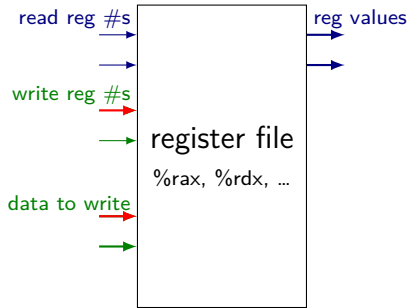 read reg #s
reg values
write reg #s
register file
%rax, %rdx, …
data to write